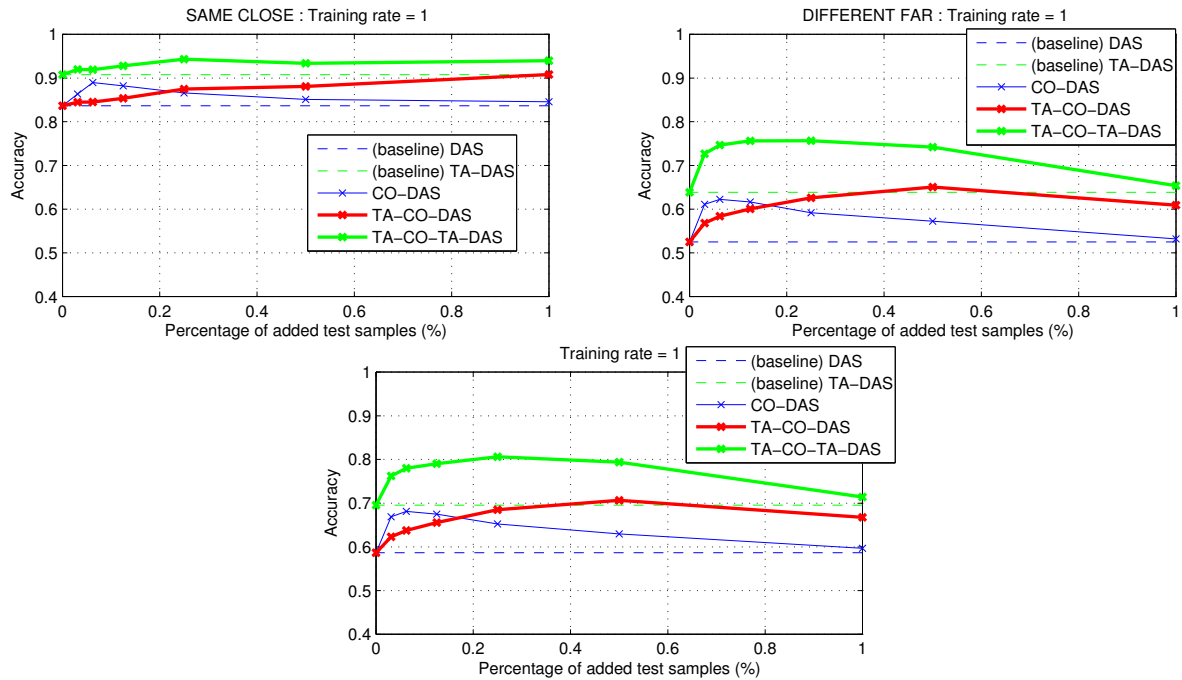 SAME CLOSE : Training rate = 1
1
0.9
0.8
0.7
0.6
0.5
0.4
Accuracy
(baseline) DAS
(baseline) TA−DAS
CO−DAS
TA−CO−DAS
TA−CO−TA−DAS
0 0.2 0.4 0.6 0.8 1
Percentage of added test samples (%)
DIFFERENT FAR : Training rate = 1
1
0.9
0.8
0.7
0.6
0.5
0.4
Accuracy
(baseline) DAS
(baseline) TA−DAS
CO−DAS
TA−CO−DAS
TA−CO−TA−DAS
0 0.2 0.4 0.6 0.8 1
Percentage of added test samples (%)
Training rate = 1
1
0.9
0.8
0.7
0.6
0.5
0.4
Accuracy
(baseline) DAS
(baseline) TA−DAS
CO−DAS
TA−CO−DAS
TA−CO−TA−DAS
0 0.2 0.4 0.6 0.8 1
Percentage of added test samples (%)